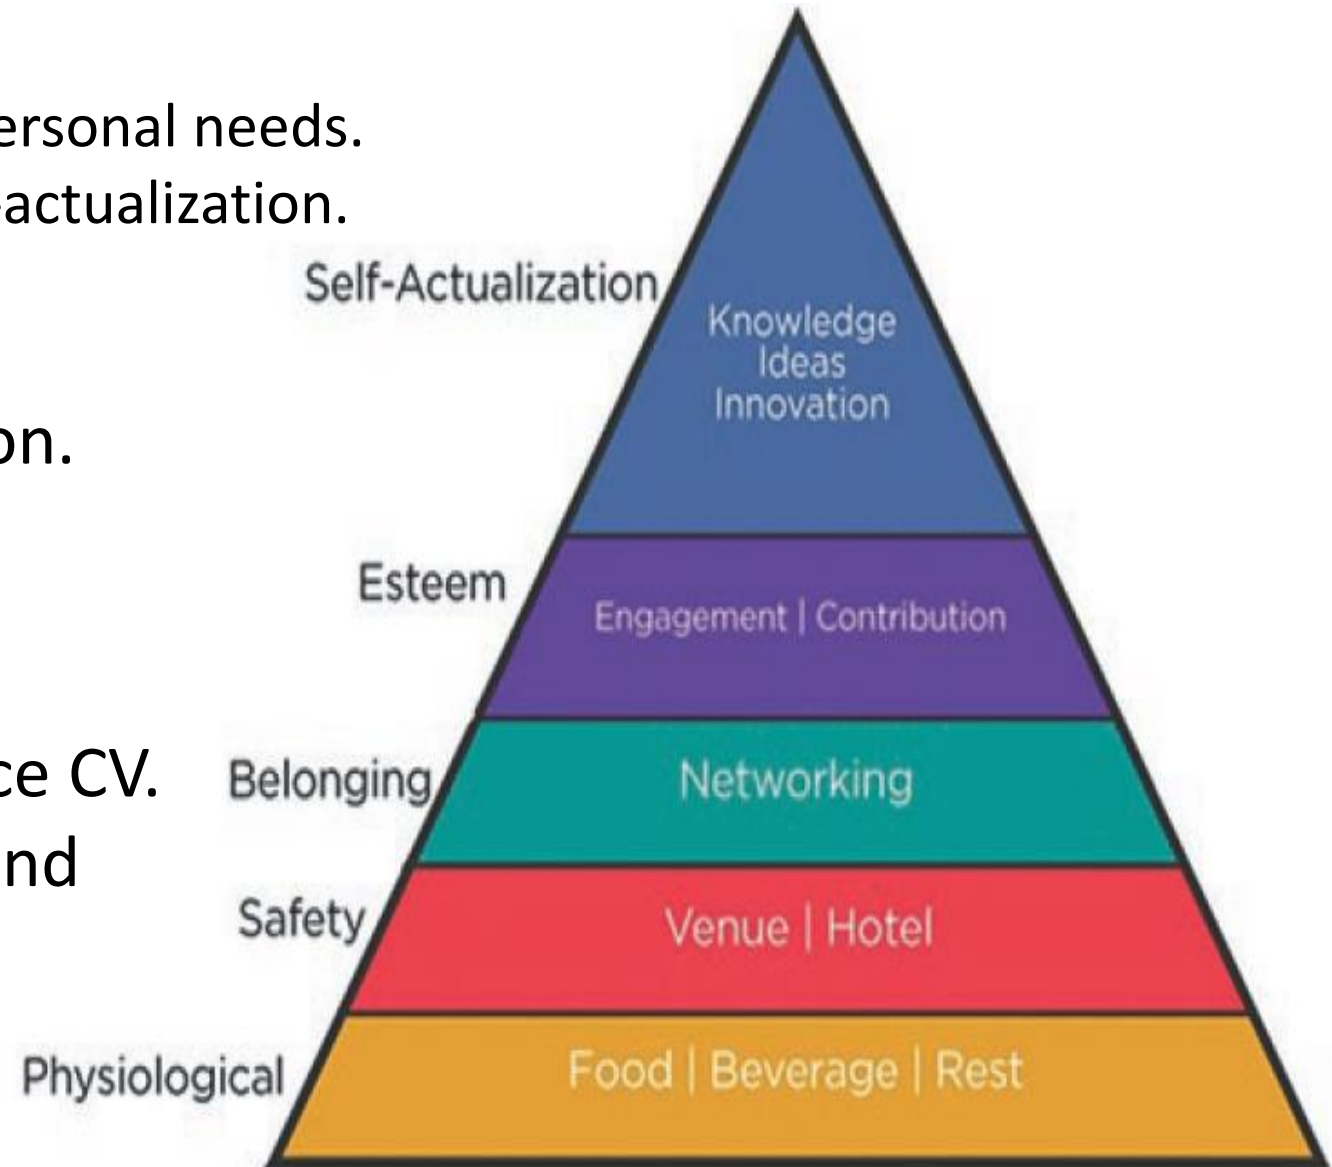 ersonal needs.
-actualization.
Self-Actualization
Knowledge
Ideas
Innovation
on.
Esteem
Engagement | Contribution
ce CV.
Belonging
Networking
nd
Safety
Venue | Hotel
Physiological
Food | Beverage | Rest